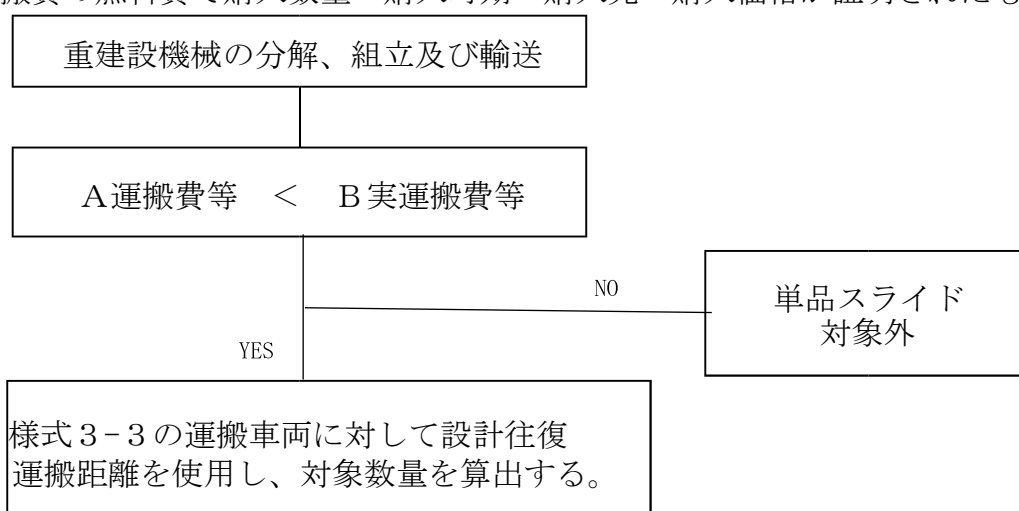 重建設機械の分解、組立及び輸送
A運搬費等 < B実運搬費等
NO
単品スライド
対象外
YES
様式3-3の運搬車両に対して設計往復
運搬距離を使用し、対象数量を算出する。